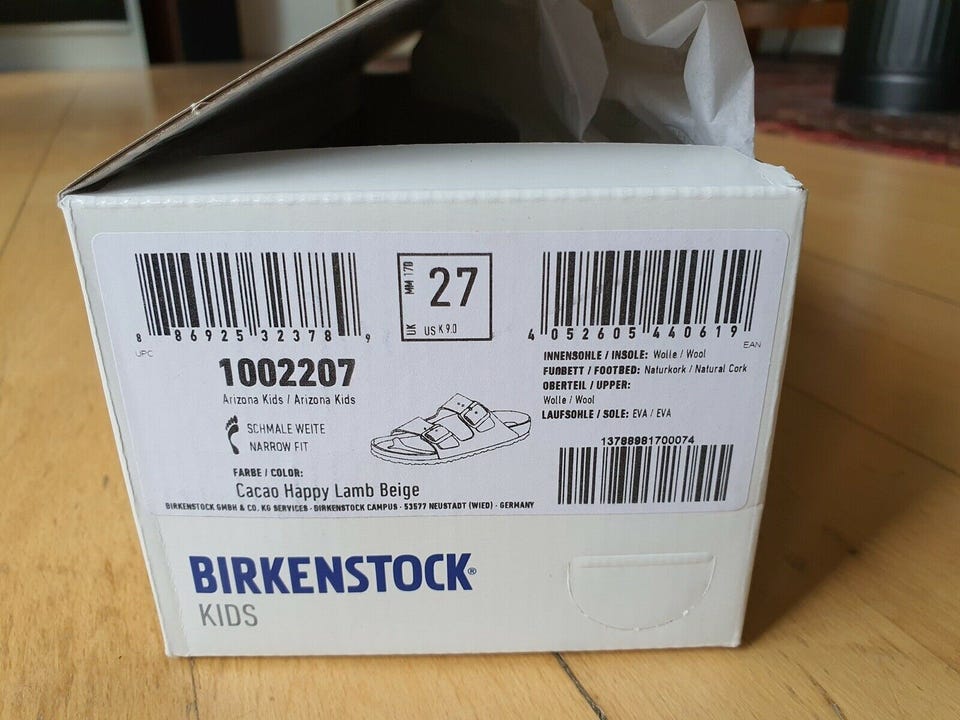 8 86925 32378 9
UPC
MM 170
27
UK
US K 9.0
4 052605 440619
EAN
1002207
Arizona Kids / Arizona Kids
SCHMALE WEITE
NARROW FIT
FARBE / COLOR:
Cacao Happy Lamb Beige
INNENSOHLE / INSOLE: Wolle / Wool
FUßBETT / FOOTBED: Naturkork / Natural Cork
OBERTEIL / UPPER:
Wolle / Wool
LAUFSOHLE / SOLE: EVA / EVA
13788981700074
BIRKENSTOCK GMBH & CO. KG SERVICES · BIRKENSTOCK CAMPUS · 53577 NEUSTADT (WIED) · GERMANY
BIRKENSTOCK®
KIDS